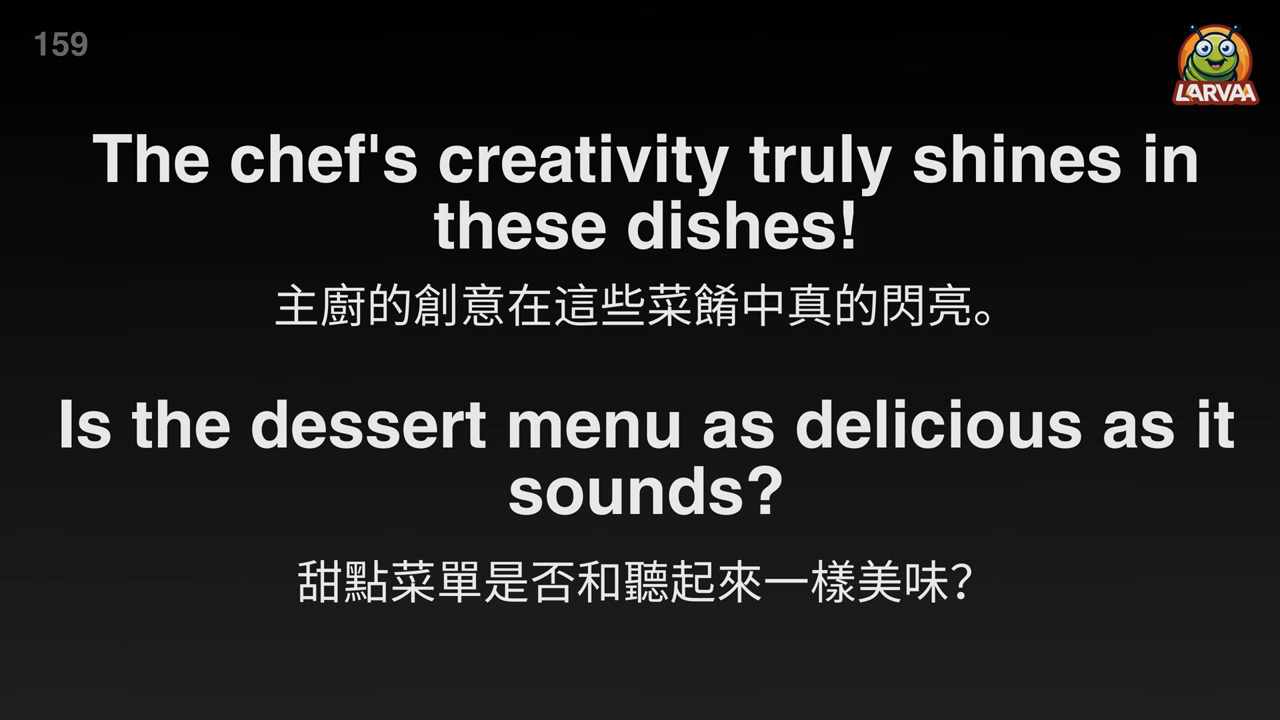 159
LARVAA
The chef's creativity truly shines in
these dishes!
主廚的創意在這些菜餚中真的閃亮。
Is the dessert menu as delicious as it
sounds?
甜點菜單是否和聽起來一樣美味?